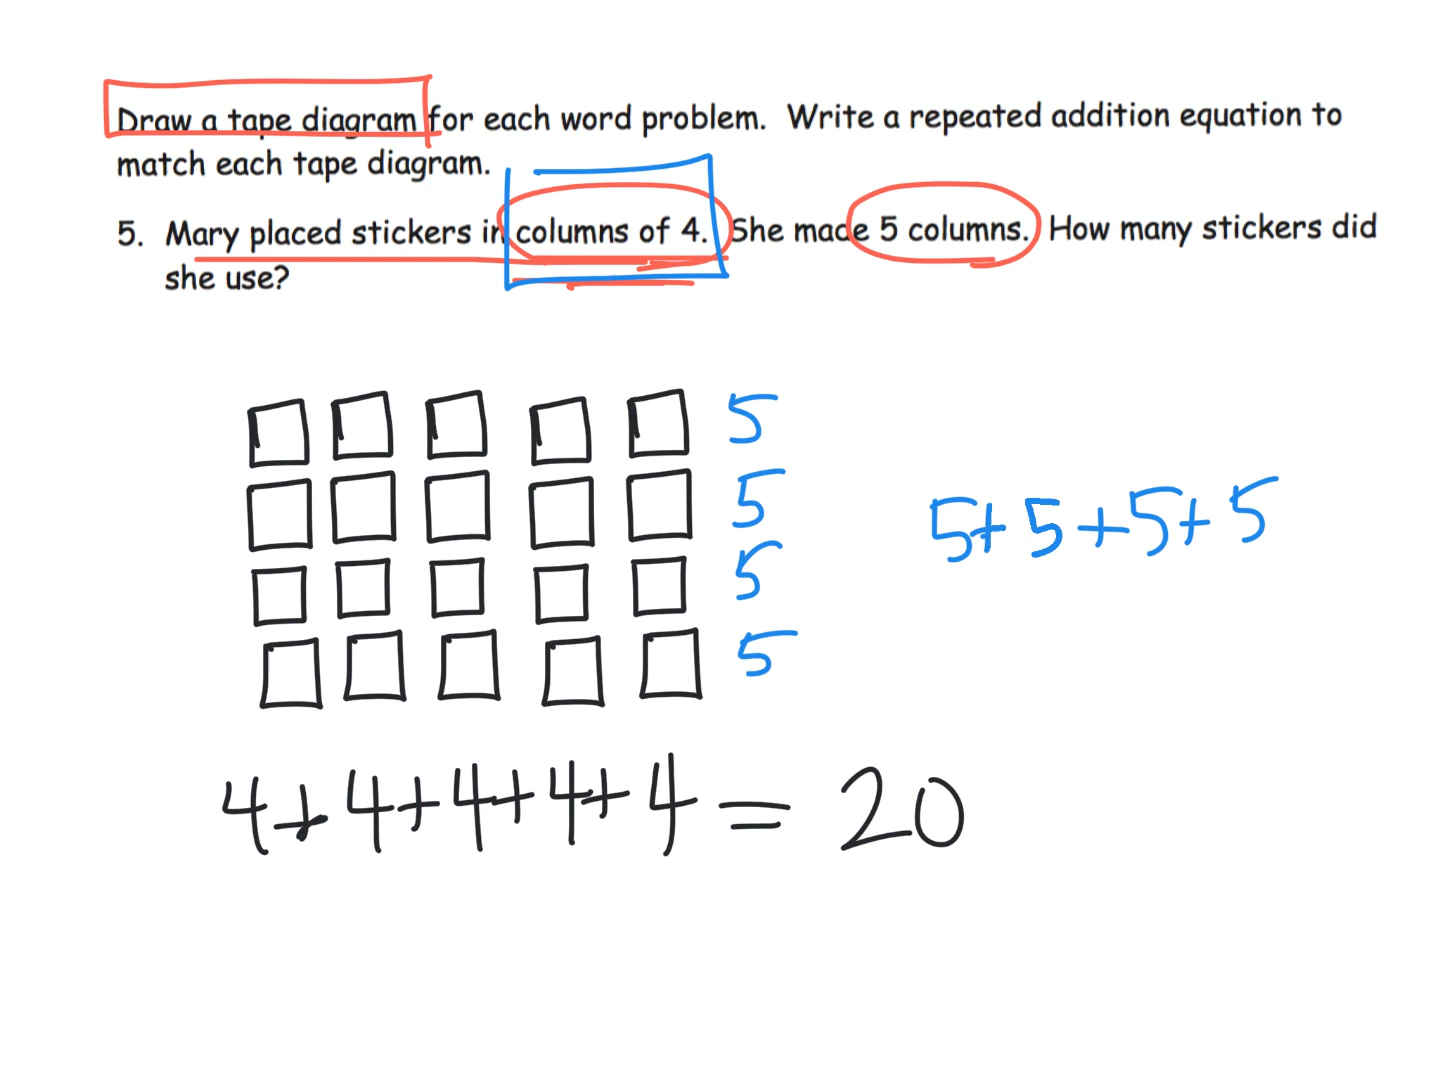 Draw a tape diagram for each word problem. Write a repeated addition equation to
match each tape diagram.
5. Mary placed stickers in columns of 4. She made 5 columns. How many stickers did
she use?
5
5
5
5
5+5+5+5
4+4+4+4+4=20